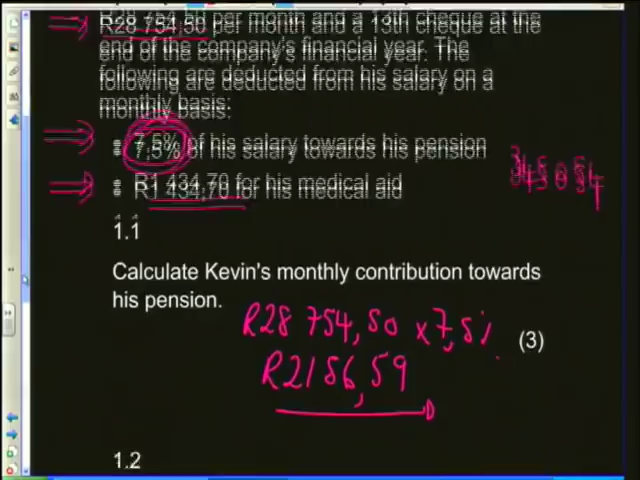 R28 754,50 per month and a 13th cheque at the
end of the company's financial year. The
following are deducted from his salary on a
monthly basis:
• 7,5% of his salary towards his pension
• R1 434,70 for his medical aid
1.1
Calculate Kevin's monthly contribution towards
his pension.
R28 754,50 x 7,5%
(3)
R2156,59
1.2